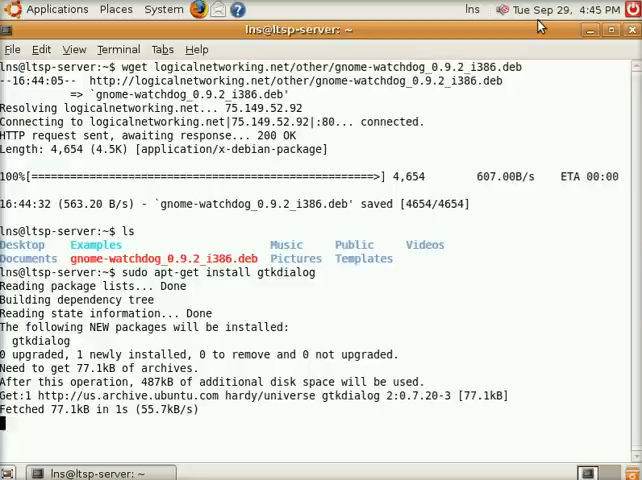 Applications Places System lns Tue Sep 29, 4:45 PM
lns@ltsp-server: ~
File Edit View Terminal Tabs Help
lns@ltsp-server:~$ wget logicalnetworking.net/other/gnome-watchdog_0.9.2_i386.deb
--16:44:05-- http://logicalnetworking.net/other/gnome-watchdog_0.9.2_i386.deb
=> `gnome-watchdog_0.9.2_i386.deb'
Resolving logicalnetworking.net... 75.149.52.92
Connecting to logicalnetworking.net|75.149.52.92|:80... connected.
HTTP request sent, awaiting response... 200 OK
Length: 4,654 (4.5K) [application/x-debian-package]
100%[===================================================>] 4,654 607.00B/s ETA 00:00
16:44:32 (563.20 B/s) - `gnome-watchdog_0.9.2_i386.deb' saved [4654/4654]
lns@ltsp-server:~$ ls
Desktop Examples Music Public Videos
Documents gnome-watchdog_0.9.2_i386.deb Pictures Templates
lns@ltsp-server:~$ sudo apt-get install gtkdialog
Reading package lists... Done
Building dependency tree
Reading state information... Done
The following NEW packages will be installed:
gtkdialog
0 upgraded, 1 newly installed, 0 to remove and 0 not upgraded.
Need to get 77.1kB of archives.
After this operation, 487kB of additional disk space will be used.
Get:1 http://us.archive.ubuntu.com hardy/universe gtkdialog 2:0.7.20-3 [77.1kB]
Fetched 77.1kB in 1s (55.7kB/s)
lns@ltsp-server: ~